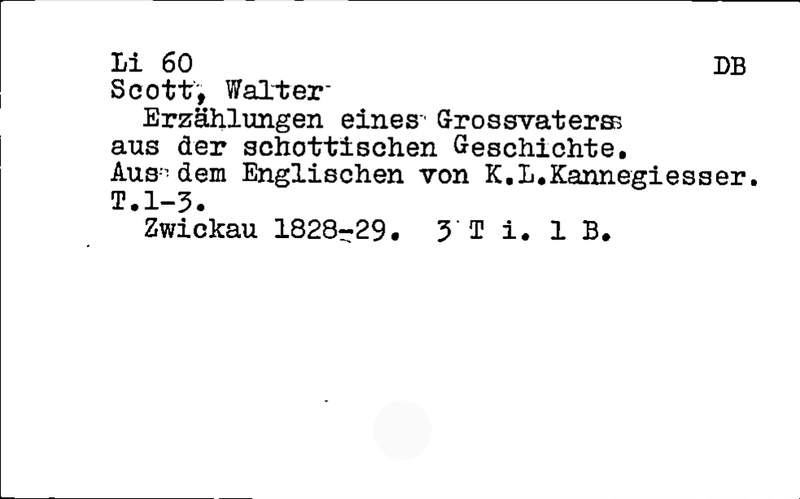 Li 60 DB
Scott, Walter
Erzählungen eines Grossvaters
aus der schottischen Geschichte.
Aus dem Englischen von K.L.Kannegiesser.
T.1-3.
Zwickau 1828-29. 3 T i. 1 B.